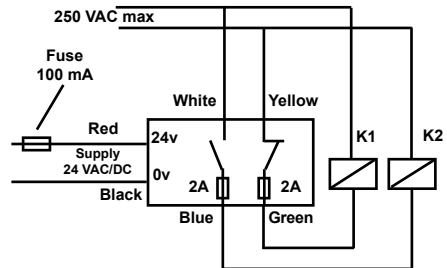 250 VAC max
Fuse
100 mA
White
Yellow
K1
K2
Red
24v
Supply
24 VAC/DC
0v
Black
2A
2A
Blue
Green